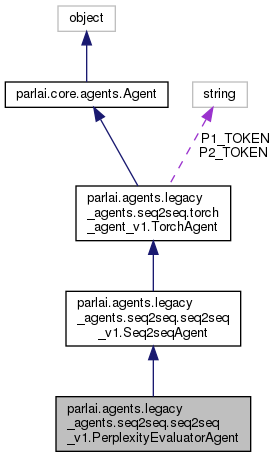 object
parlai.core.agents.Agent
string
P1_TOKEN
P2_TOKEN
parlai.agents.legacy
_agents.seq2seq.torch
_agent_v1.TorchAgent
parlai.agents.legacy
_agents.seq2seq.seq2seq
_v1.Seq2seqAgent
parlai.agents.legacy
_agents.seq2seq.seq2seq
_v1.PerplexityEvaluatorAgent